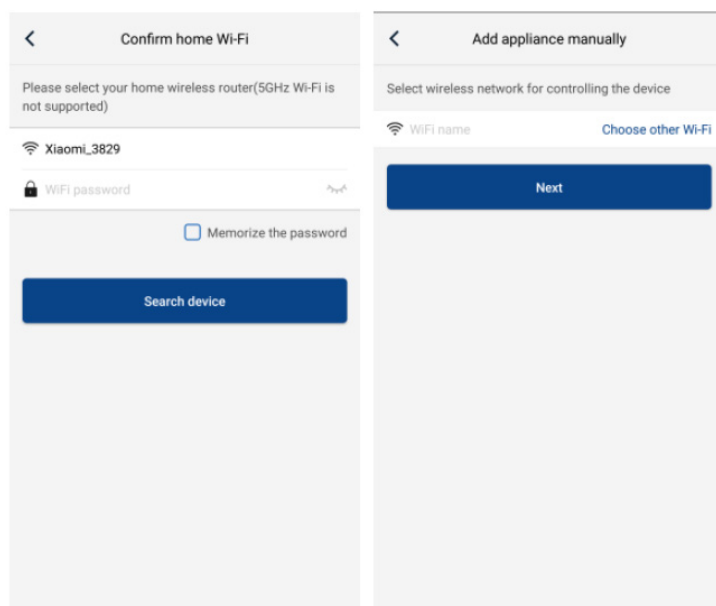 Confirm home Wi-Fi
Please select your home wireless router(5GHz Wi-Fi is
not supported)
Xiaomi_3829
WiFi password
Memorize the password
Search device
Add appliance manually
Select wireless network for controlling the device
WiFi name
Choose other Wi-Fi
Next